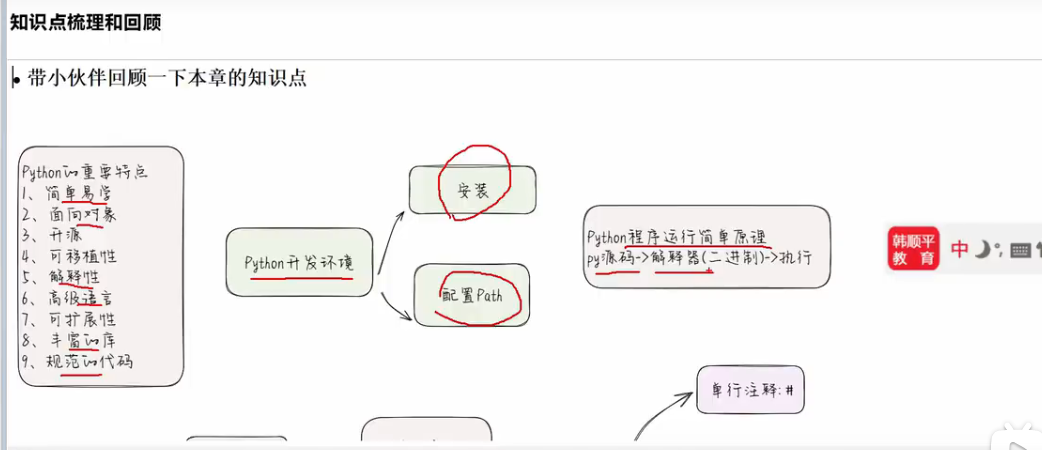 知识点梳理和回顾
• 带小伙伴回顾一下本章的知识点
Python的重要特点
1、简单易学
2、面向对象
3、开源
4、可移植性
5、解释性
6、高级语言
7、可扩展性
8、丰富的库
9、规范的代码
Python开发环境
安装
配置Path
Python程序运行简单原理
py源码->解释器(二进制)->执行
韩顺平
教 育
中
单行注释:#